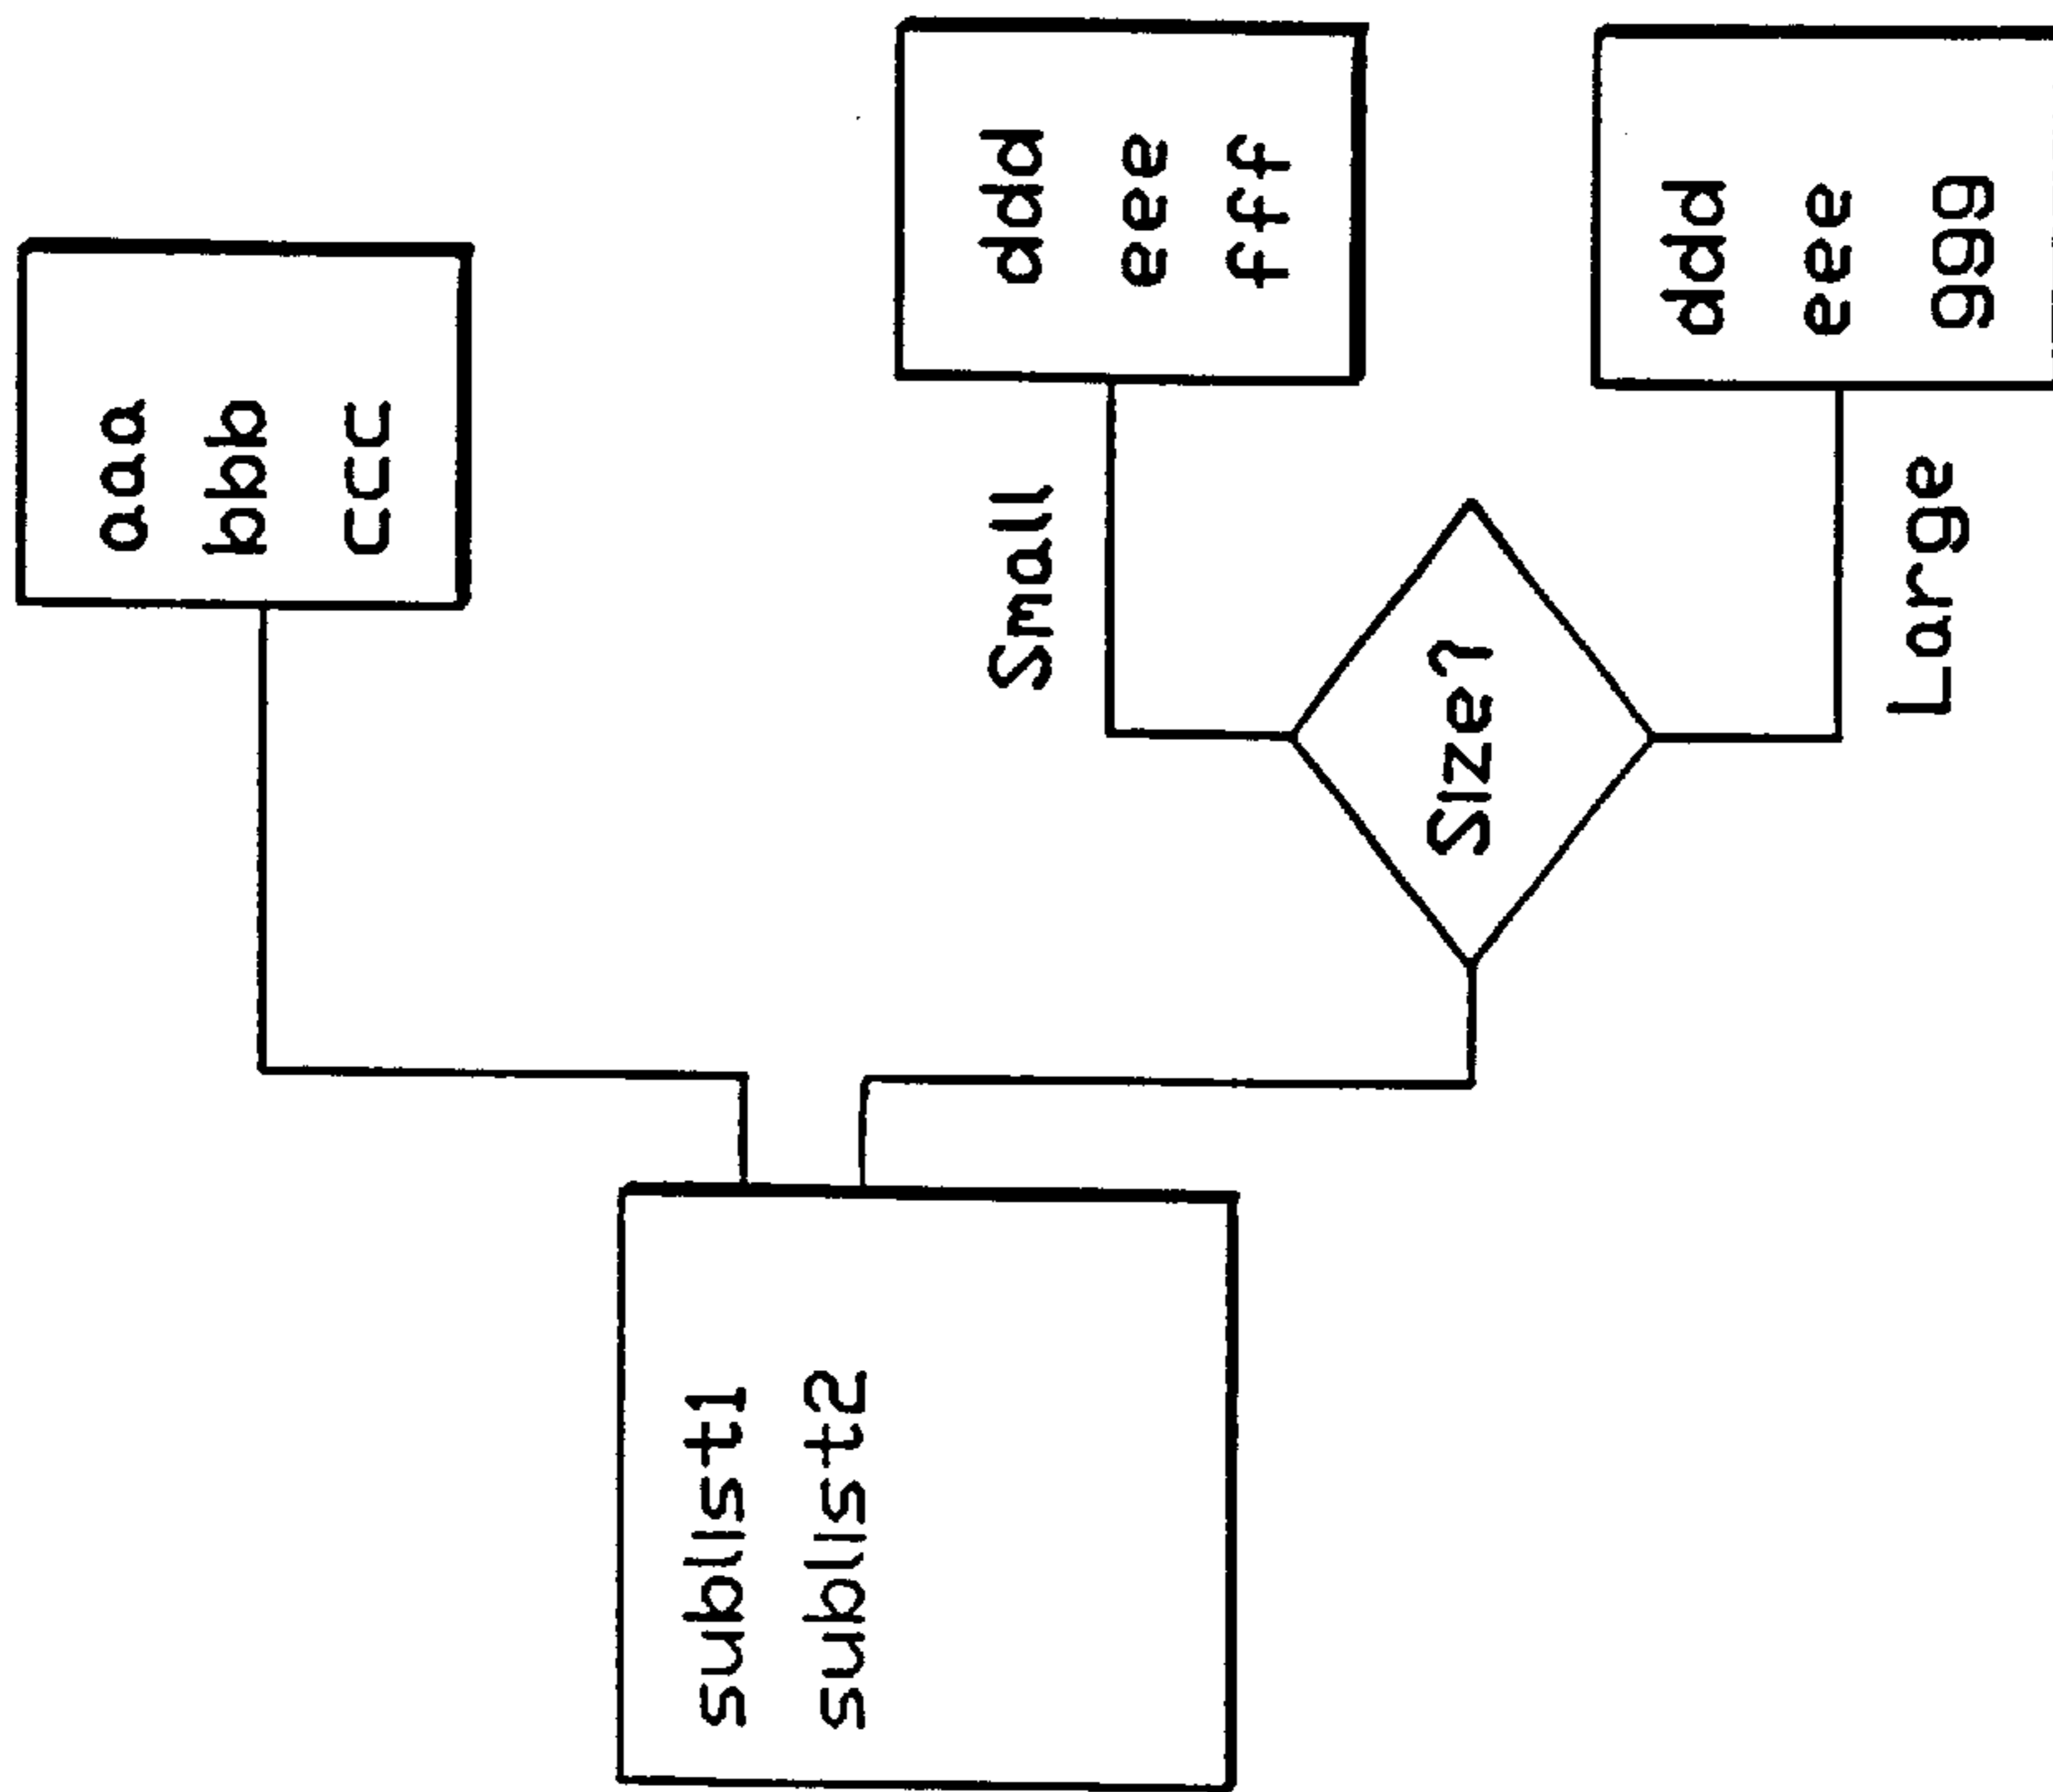 sublist1
sublist2
aaa
bbb
ccc
Size?
Small
ddd
eee
fff
Large
ddd
eee
ggg